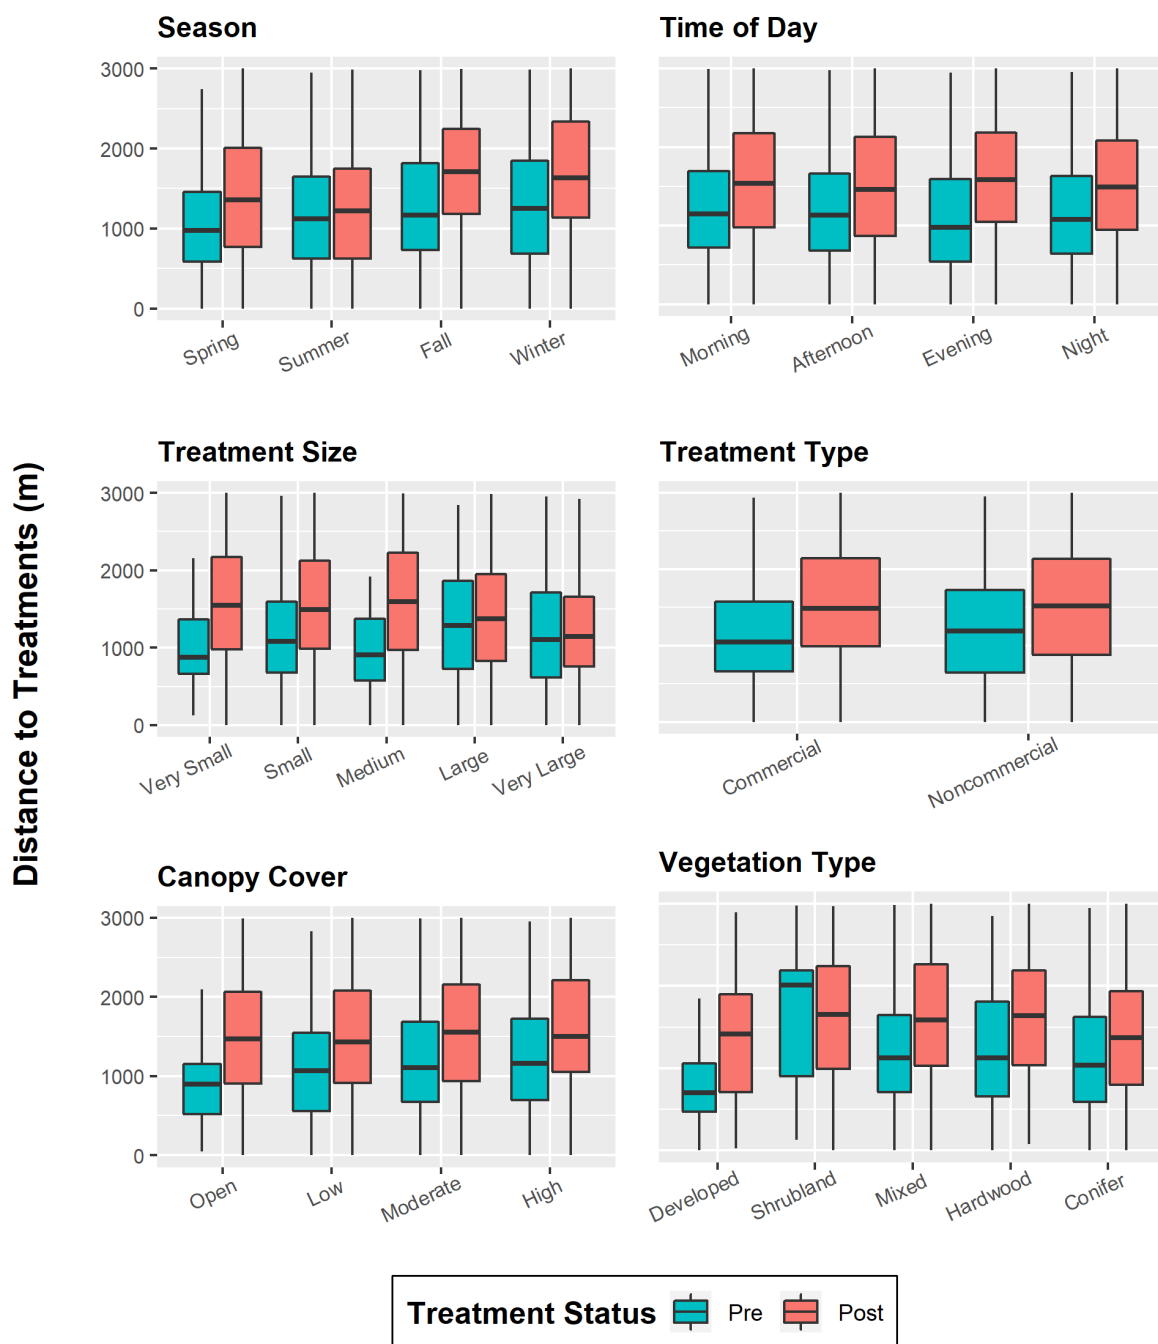 Season
3000
2000
1000
0
Spring
Summer
Fall
Winter
Time of Day
Morning
Afternoon
Evening
Night
Distance to Treatments (m)
Treatment Size
3000
2000
1000
0
Very Small
Small
Medium
Large
Very Large
Treatment Type
Commercial
Noncommercial
Canopy Cover
3000
2000
1000
0
Open
Low
Moderate
High
Vegetation Type
Developed
Shrubland
Mixed
Hardwood
Conifer
Treatment Status Pre Post